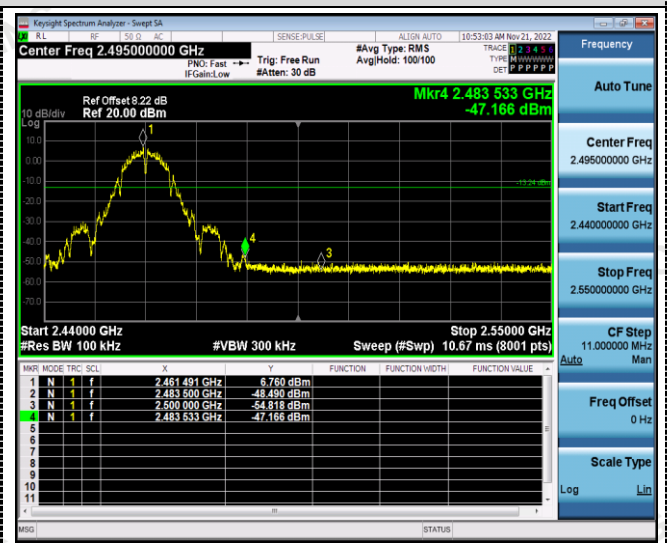 Keysight Spectrum Analyzer - Swept SA
RL RF 50 Ω AC SENSE:PULSE ALIGN AUTO 10:53:03 AM Nov 21, 2022
Center Freq 2.495000000 GHz
PNO: Fast
IFGain:Low
Trig: Free Run
#Atten: 30 dB
#Avg Type: RMS
Avg|Hold: 100/100
TRACE 1 2 3 4 5 6
TYPE M WWWWW
DET P P P P P P
Frequency
Ref Offset 8.22 dB
10 dB/div Ref 20.00 dBm
Mkr4 2.483 533 GHz
-47.166 dBm
Log
10.0
0.00
-10.0
-20.0
-30.0
-40.0
-50.0
-60.0
-70.0
1
4
3
-13.24 dBm
Start 2.44000 GHz Stop 2.55000 GHz
#Res BW 100 kHz #VBW 300 kHz Sweep (#Swp) 10.67 ms (8001 pts)
MKR MODE TRC SCL X Y FUNCTION FUNCTION WIDTH FUNCTION VALUE
1 N 1 f 2.461 491 GHz 6.760 dBm
2 N 1 f 2.483 500 GHz -48.490 dBm
3 N 1 f 2.500 000 GHz -54.818 dBm
4 N 1 f 2.483 533 GHz -47.166 dBm
5
6
7
8
9
10
11
MSG STATUS
Auto Tune
Center Freq
2.495000000 GHz
Start Freq
2.440000000 GHz
Stop Freq
2.550000000 GHz
CF Step
11.000000 MHz
Auto Man
Freq Offset
0 Hz
Scale Type
Log Lin